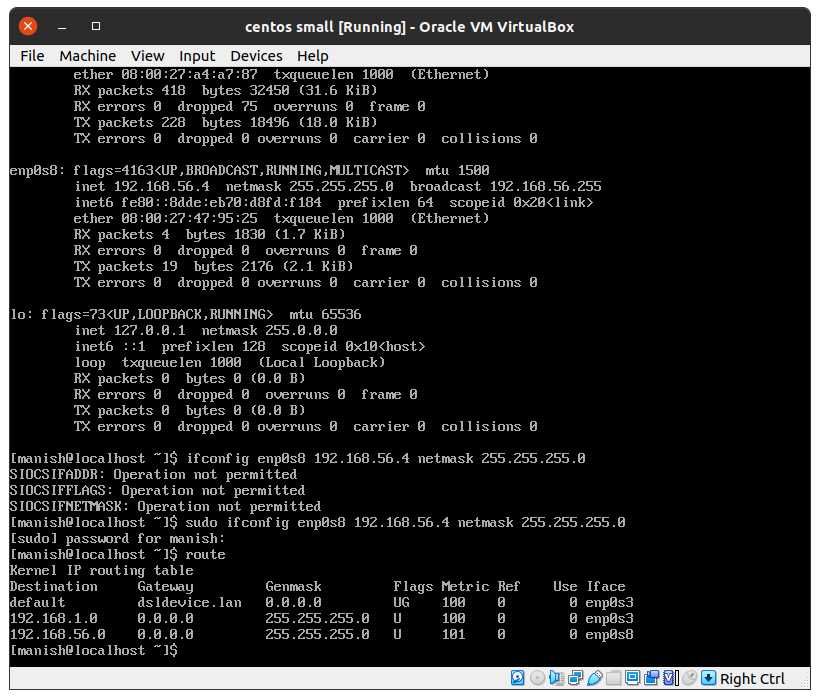 centos small [Running] - Oracle VM VirtualBox
File Machine View Input Devices Help
ether 08:00:27:a4:a7:87 txqueuelen 1000 (Ethernet)
RX packets 418 bytes 32450 (31.6 KiB)
RX errors 0 dropped 75 overruns 0 frame 0
TX packets 228 bytes 18496 (18.0 KiB)
TX errors 0 dropped 0 overruns 0 carrier 0 collisions 0
enp0s8: flags=4163<UP,BROADCAST,RUNNING,MULTICAST> mtu 1500
inet 192.168.56.4 netmask 255.255.255.0 broadcast 192.168.56.255
inet6 fe80::8dde:eb70:d8fd:f184 prefixlen 64 scopeid 0x20<link>
ether 08:00:27:47:95:25 txqueuelen 1000 (Ethernet)
RX packets 4 bytes 1830 (1.7 KiB)
RX errors 0 dropped 0 overruns 0 frame 0
TX packets 19 bytes 2176 (2.1 KiB)
TX errors 0 dropped 0 overruns 0 carrier 0 collisions 0
lo: flags=73<UP,LOOPBACK,RUNNING> mtu 65536
inet 127.0.0.1 netmask 255.0.0.0
inet6 ::1 prefixlen 128 scopeid 0x10<host>
loop txqueuelen 1000 (Local Loopback)
RX packets 0 bytes 0 (0.0 B)
RX errors 0 dropped 0 overruns 0 frame 0
TX packets 0 bytes 0 (0.0 B)
TX errors 0 dropped 0 overruns 0 carrier 0 collisions 0
[manish@localhost ~]$ ifconfig enp0s8 192.168.56.4 netmask 255.255.255.0
SIOCSIFADDR: Operation not permitted
SIOCSIFFLAGS: Operation not permitted
SIOCSIFNETMASK: Operation not permitted
[manish@localhost ~]$ sudo ifconfig enp0s8 192.168.56.4 netmask 255.255.255.0
[sudo] password for manish:
[manish@localhost ~]$ route
Kernel IP routing table
Destination Gateway Genmask Flags Metric Ref Use Iface
default dsldevice.lan 0.0.0.0 UG 100 0 0 enp0s3
192.168.1.0 0.0.0.0 255.255.255.0 U 100 0 0 enp0s3
192.168.56.0 0.0.0.0 255.255.255.0 U 101 0 0 enp0s8
[manish@localhost ~]$
Right Ctrl